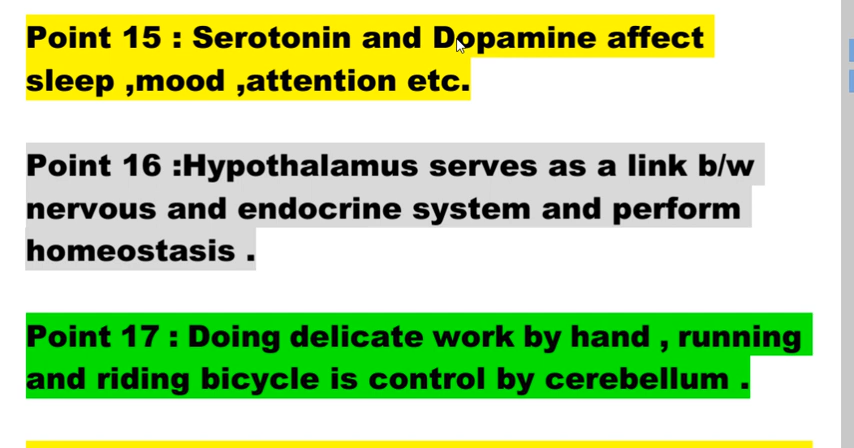 Point 15 : Serotonin and Dopamine affect
sleep ,mood ,attention etc.
Point 16 :Hypothalamus serves as a link b/w
nervous and endocrine system and perform
homeostasis .
Point 17 : Doing delicate work by hand , running
and riding bicycle is control by cerebellum .